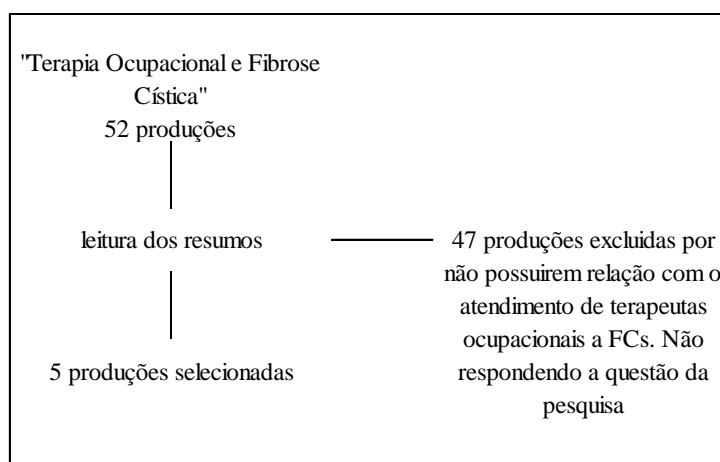 "Terapia Ocupacional e Fibrose
Cística"
52 produções
leitura dos resumos
47 produções excluidas por
não possuirem relação com o
atendimento de terapeutas
ocupacionais a FCs. Não
respondendo a questão da
pesquisa
5 produções selecionadas